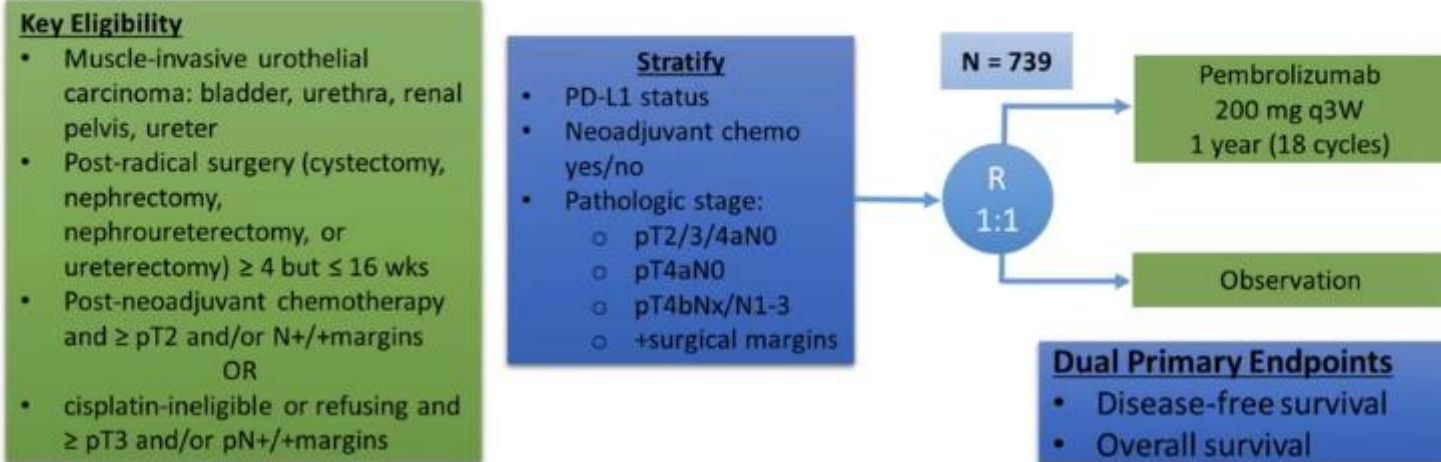 Key Eligibility
• Muscle-invasive urothelial
carcinoma: bladder, urethra, renal
pelvis, ureter
• Post-radical surgery (cystectomy,
nephrectomy,
nephroureterectomy, or
ureterectomy) ≥ 4 but ≤ 16 wks
• Post-neoadjuvant chemotherapy
and ≥ pT2 and/or N+/+margins
OR
• cisplatin-ineligible or refusing and
≥ pT3 and/or pN+/+margins
Stratify
• PD-L1 status
• Neoadjuvant chemo
yes/no
• Pathologic stage:
o pT2/3/4aN0
o pT4aN0
o pT4bNx/N1-3
o +surgical margins
N = 739
R
1:1
Pembrolizumab
200 mg q3W
1 year (18 cycles)
Observation
Dual Primary Endpoints
• Disease-free survival
• Overall survival